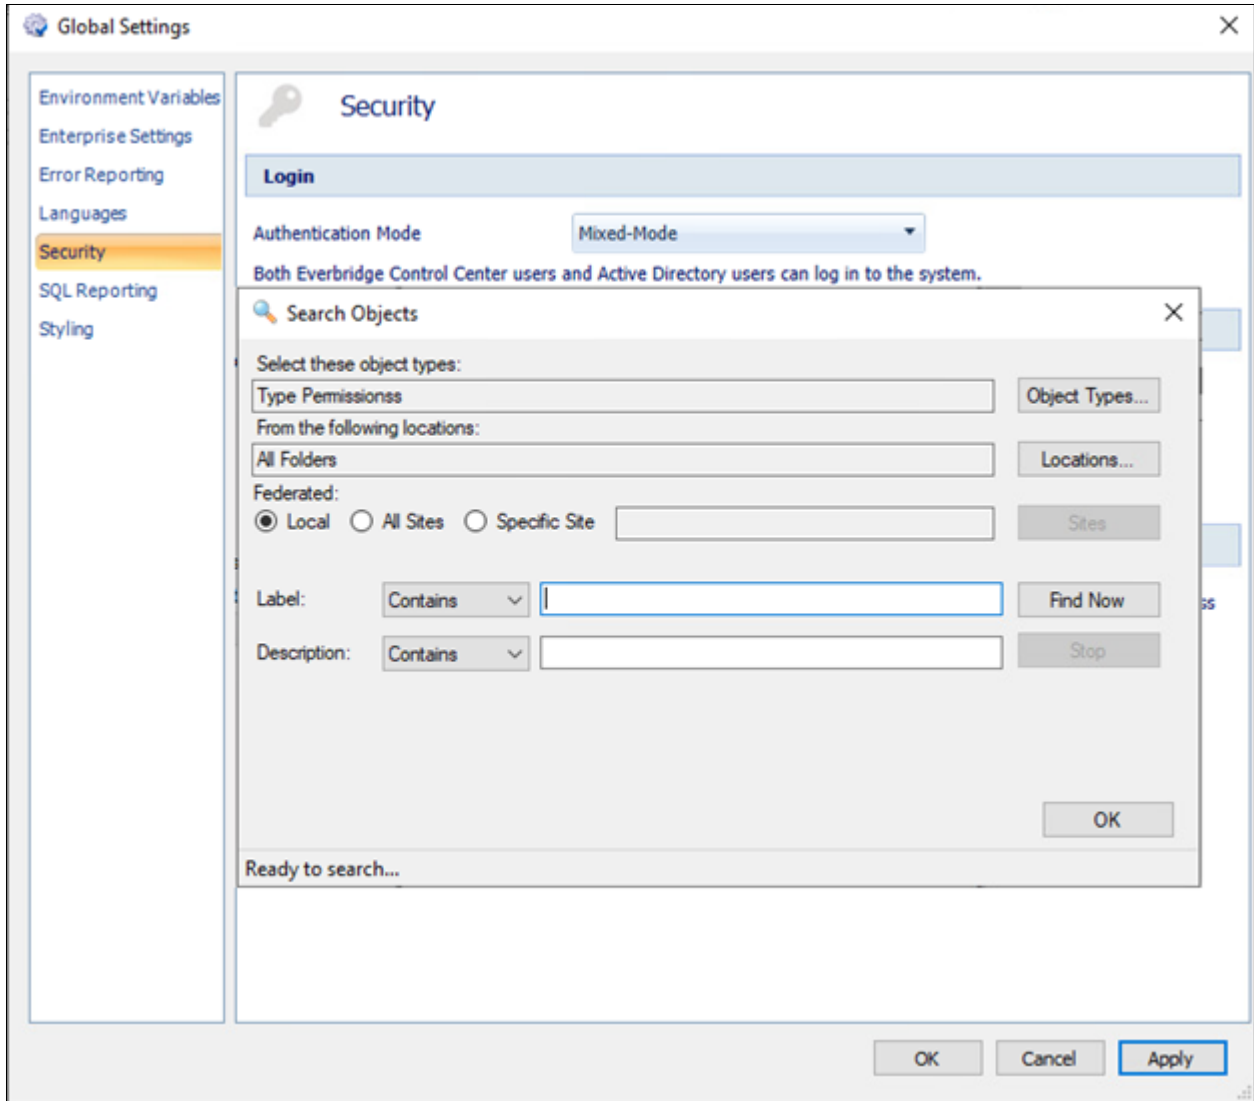 Global Settings
Environment Variables
Enterprise Settings
Error Reporting
Languages
Security
SQL Reporting
Styling
Security
Login
Authentication Mode Mixed-Mode
Both Everbridge Control Center users and Active Directory users can log in to the system.
Search Objects
Select these object types:
Type Permissionss Object Types...
From the following locations:
All Folders Locations...
Federated:
Local All Sites Specific Site Sites
Label: Contains Find Now
Description: Contains Stop
OK
Ready to search...
OK Cancel Apply